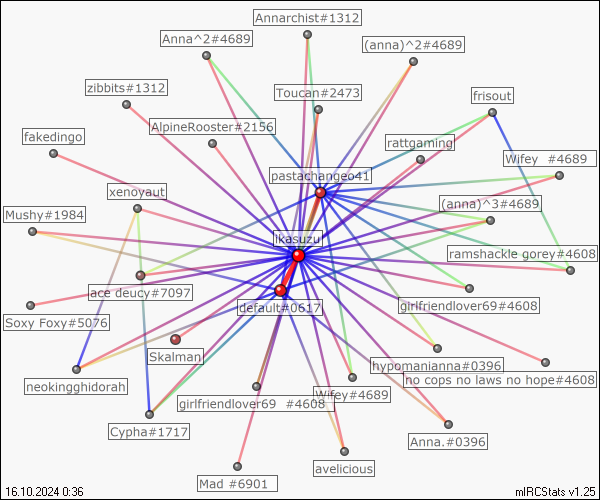 Annarchist#1312
Anna^2#4689
(anna)^2#4689
zibbits#1312
Toucan#2473
frisout
AlpineRooster#2156
fakedingo
rattgaming
Wifey #4689
pastachangeo41
xenoyaut
(anna)^3#4689
Mushy#1984
ikasuzu
ramshackle gorey#4608
ace deucy#7097
default#0617
girlfriendlover69#4608
Soxy Foxy#5076
Skalman
hypomanianna#0396
no cops no laws no hope#4608
neokingghidorah
Wifey#4689
girlfriendlover69 #4608
Cypha#1717
Anna.#0396
avelicious
Mad #6901
16.10.2024 0:36
mIRCStats v1.25